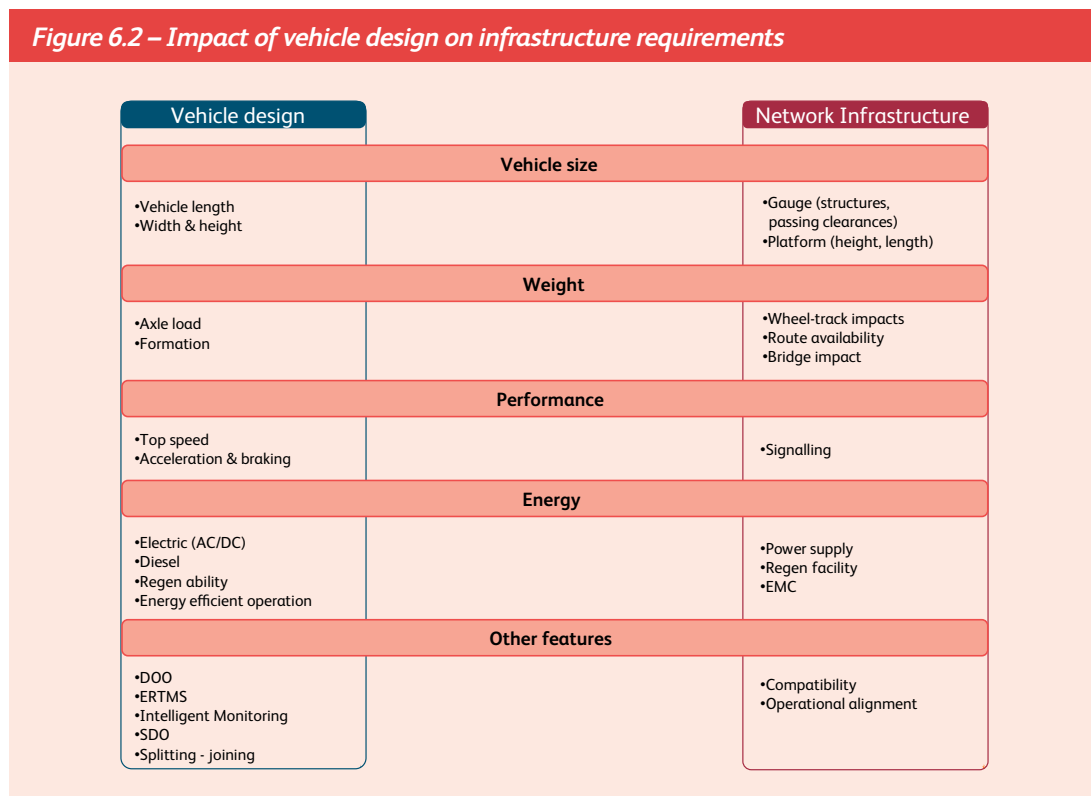 Figure 6.2 – Impact of vehicle design on infrastructure requirements
Vehicle design
Network Infrastructure
Vehicle size
•Vehicle length
•Width & height
•Gauge (structures,
passing clearances)
•Platform (height, length)
Weight
•Axle load
•Formation
•Wheel-track impacts
•Route availability
•Bridge impact
Performance
•Top speed
•Acceleration & braking
•Signalling
Energy
•Electric (AC/DC)
•Diesel
•Regen ability
•Energy efficient operation
•Power supply
•Regen facility
•EMC
Other features
•DOO
•ERTMS
•Intelligent Monitoring
•SDO
•Splitting - joining
•Compatibility
•Operational alignment